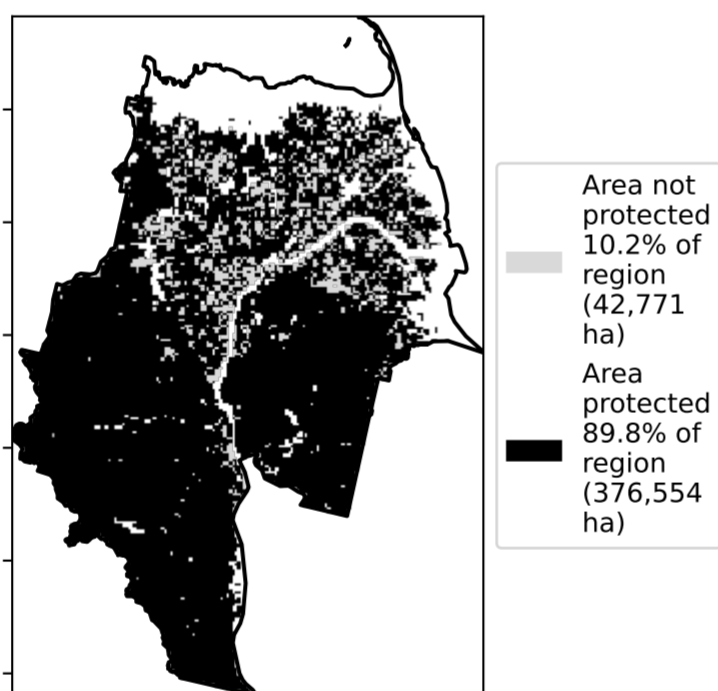 Area not
protected
10.2% of
region
(42,771
ha)
Area
protected
89.8% of
region
(376,554
ha)